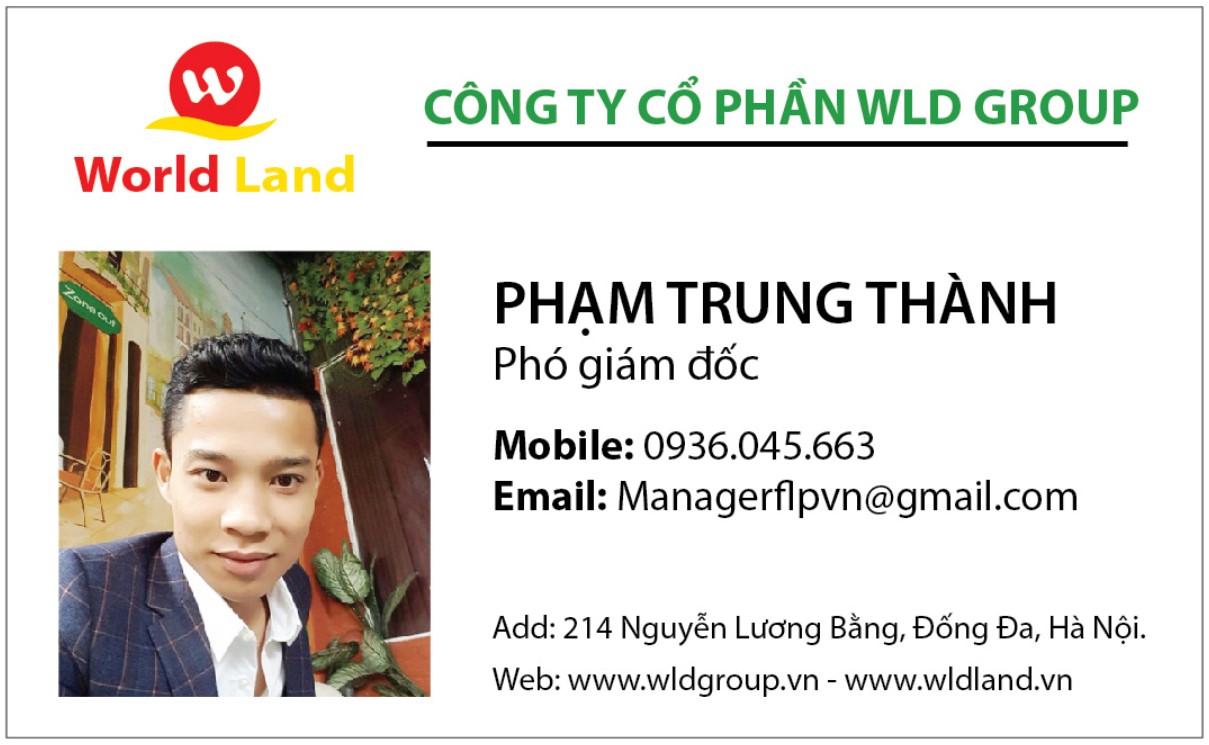 W
World Land
CÔNG TY CỔ PHẦN WLD GROUP
Zone out
PHẠM TRUNG THÀNH
Phó giám đốc
Mobile: 0936.045.663
Email: Managerflpvn@gmail.com
Add: 214 Nguyễn Lương Bằng, Đống Đa, Hà Nội.
Web: www.wldgroup.vn - www.wldland.vn